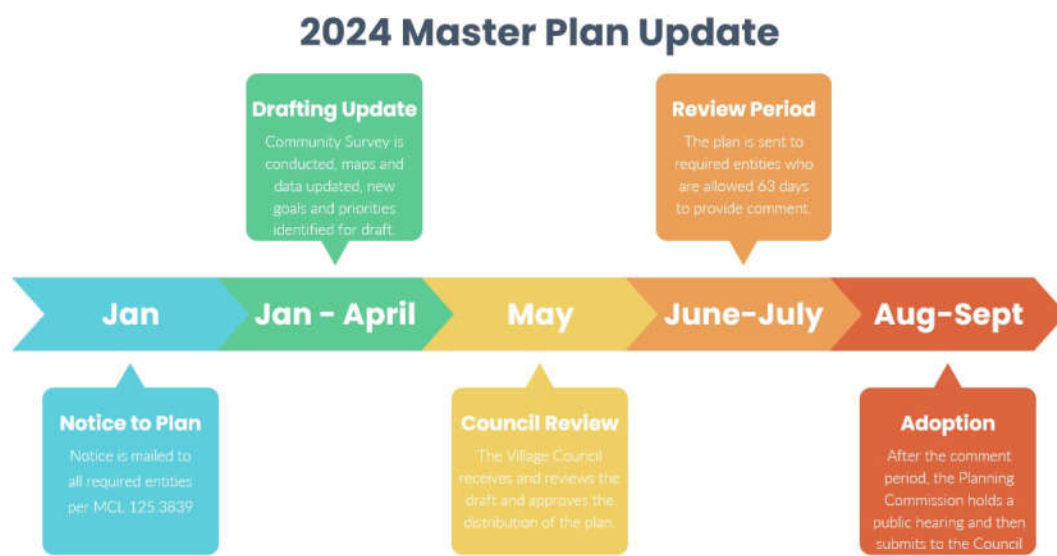 2024 Master Plan Update
Drafting Update
Community Survey is
conducted, maps and
data updated, new
goals and priorities
identified for draft.
Review Period
The plan is sent to
required entities who
are allowed 63 days
to provide comment.
Jan
Jan - April
May
June-July
Aug-Sept
Notice to Plan
Notice is mailed to
all required entities
per MCL 125.3839
Council Review
The Village Council
receives and reviews the
draft and approves the
distribution of the plan.
Adoption
After the comment
period, the Planning
Commission holds a
public hearing and then
submits to the Council